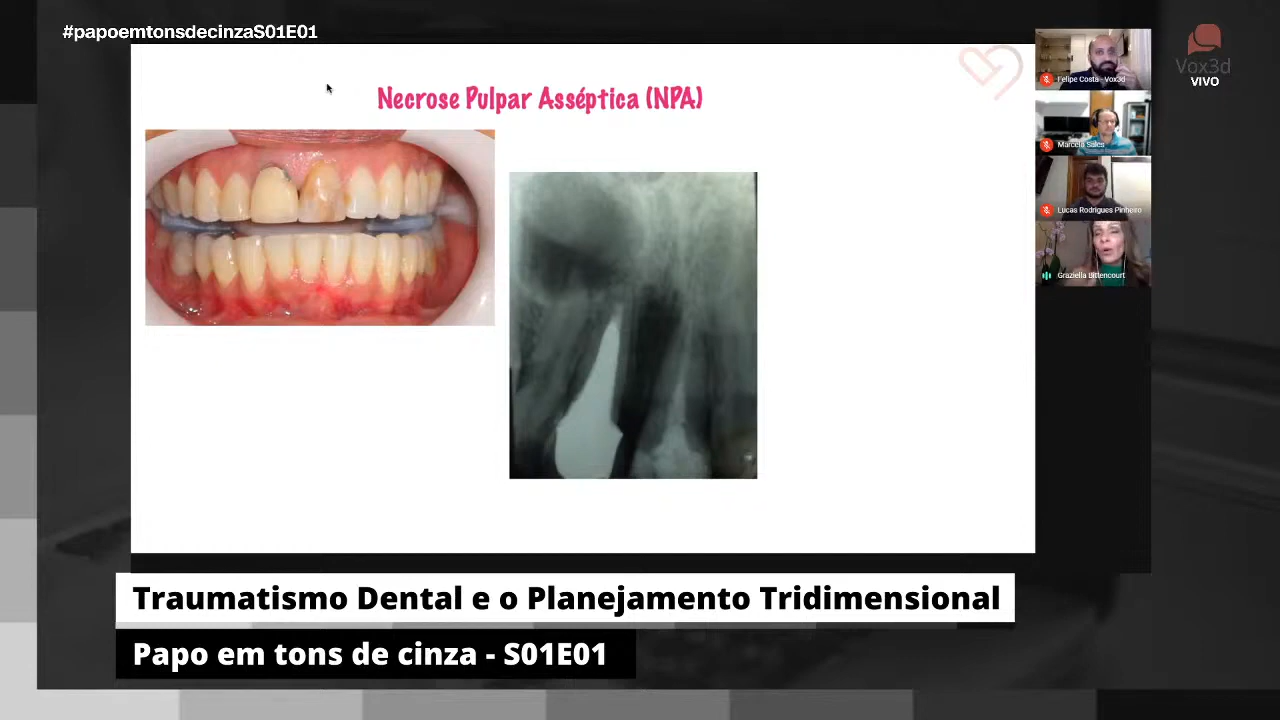 #papoemtonsdecinzaS01E01
Necrose Pulpar Asséptica (NPA)
Felipe Costa - Vox3d
Marcela Sales
Lucas Rodrigues Pinheiro
Graziella Bittencourt
Vox3d
VIVO
Traumatismo Dental e o Planejamento Tridimensional
Papo em tons de cinza - S01E01